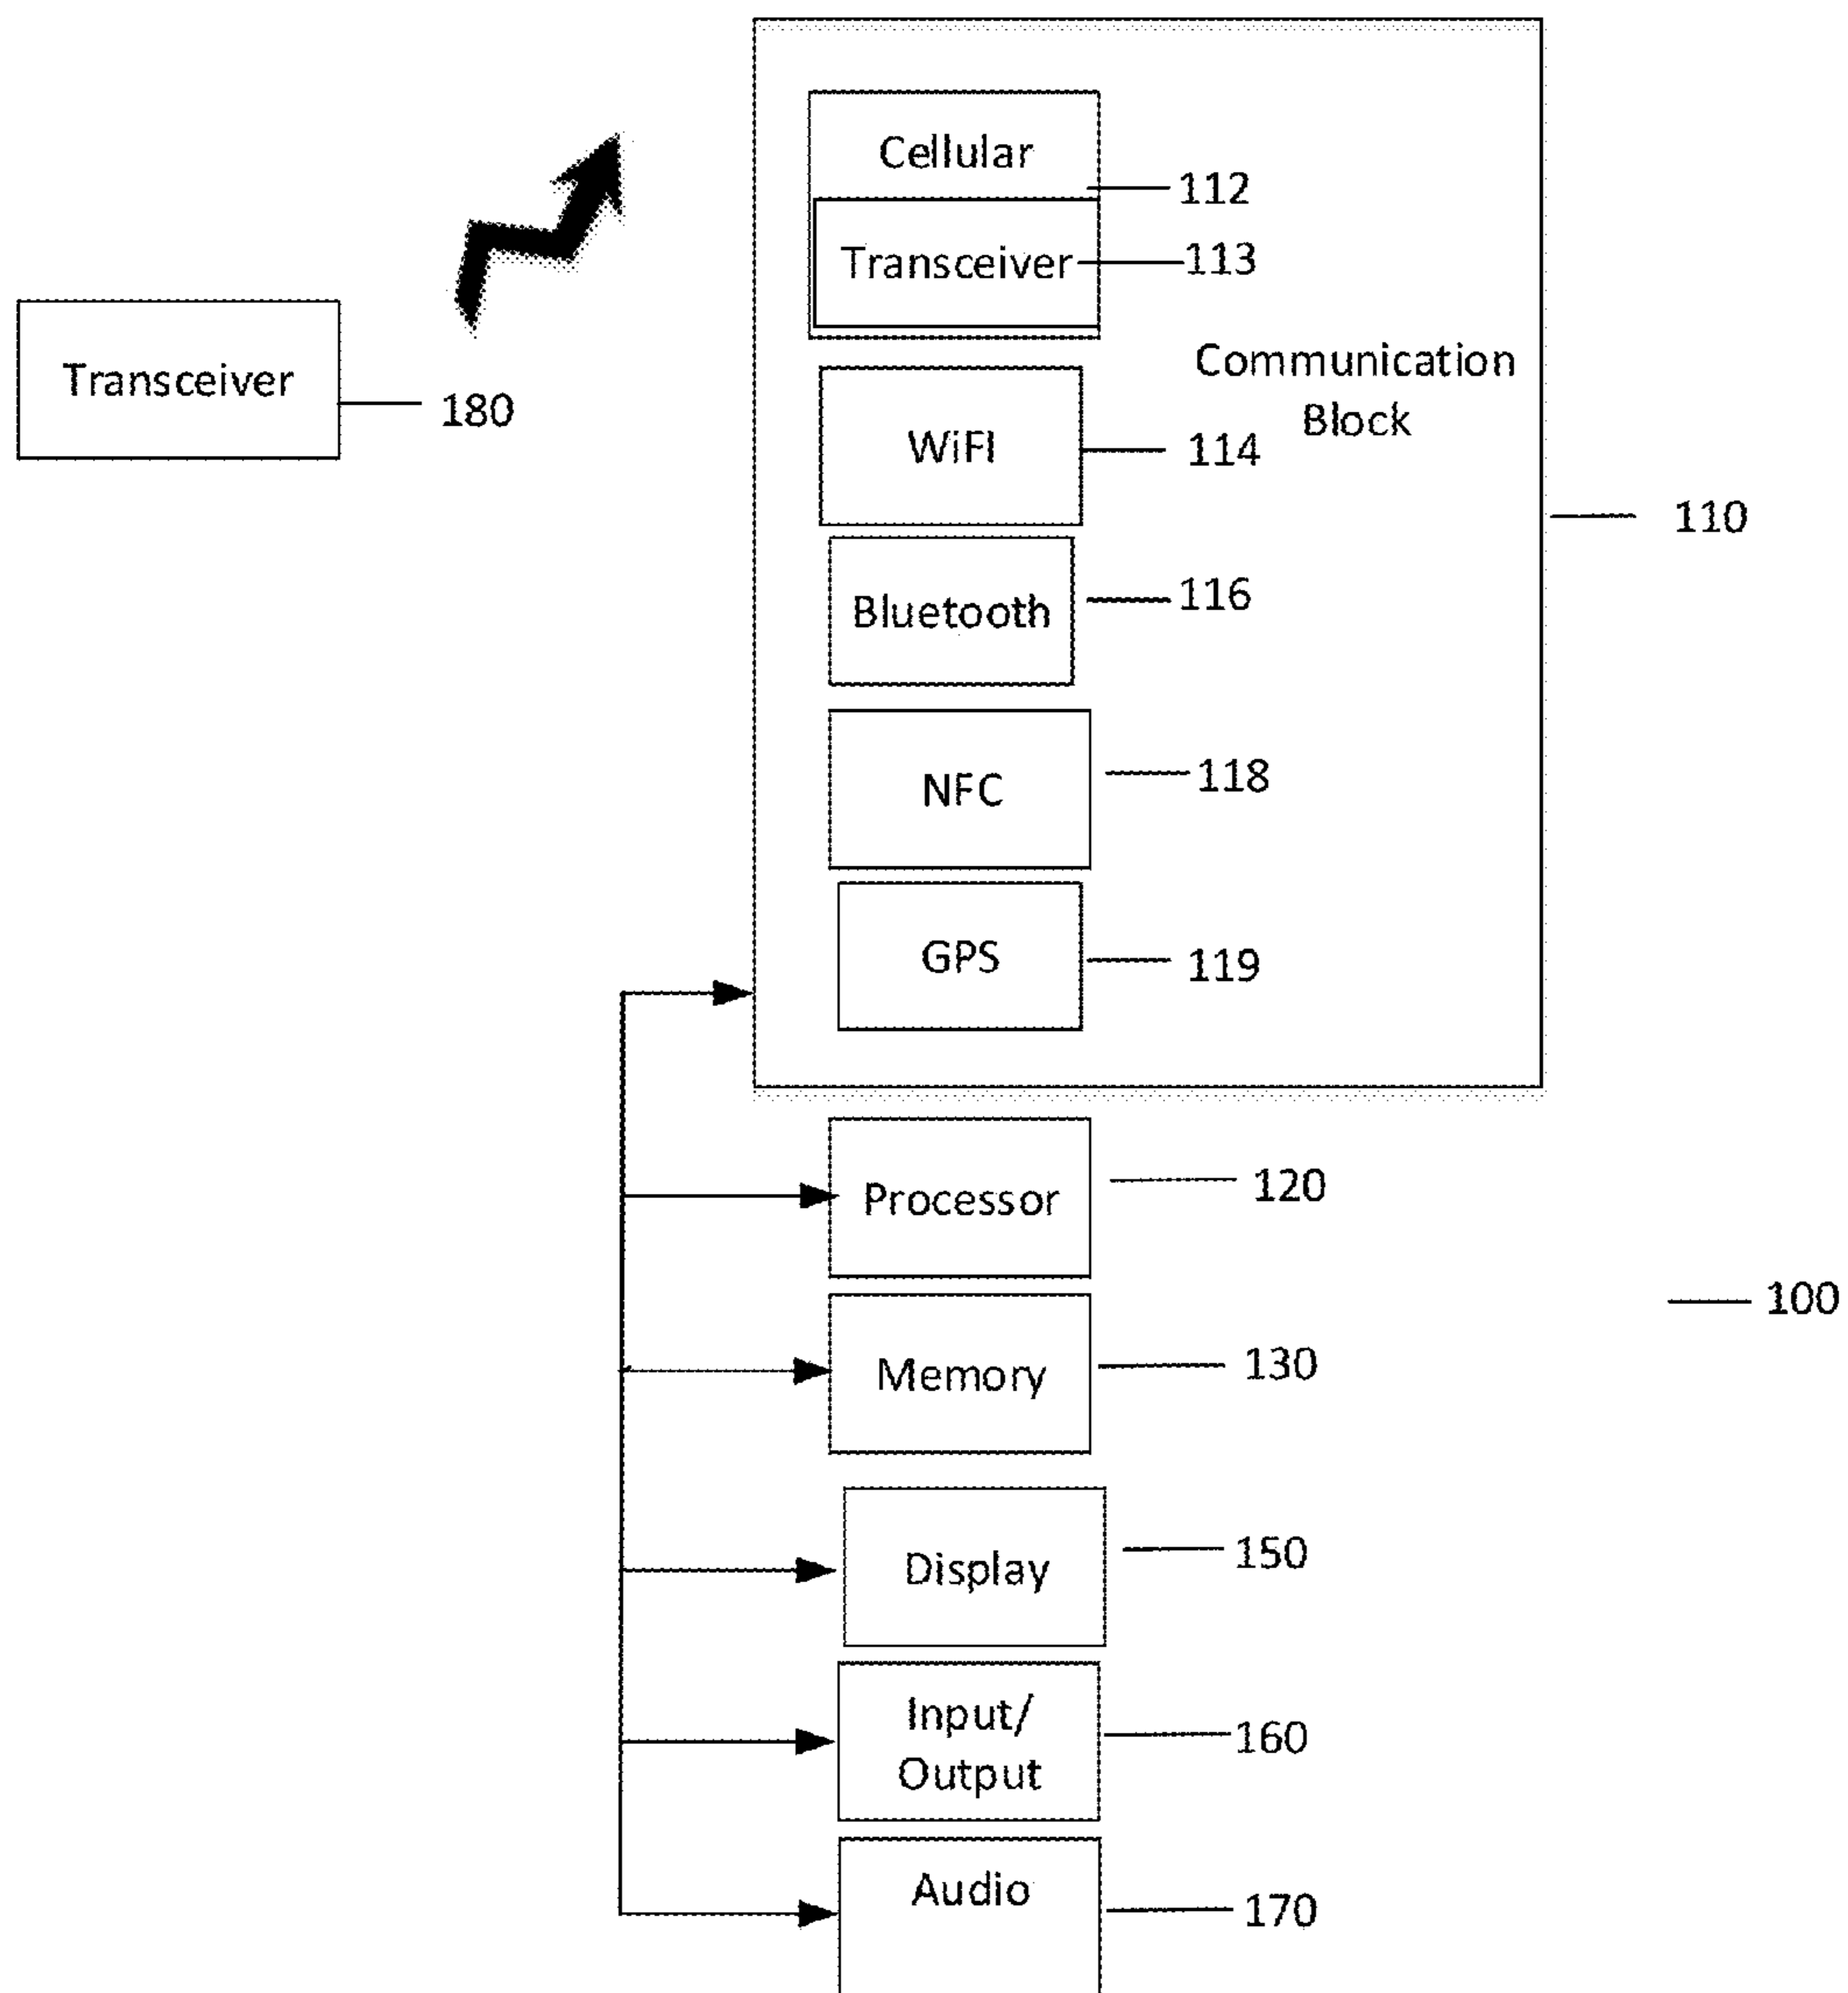 Cellular
112
Transceiver
113
Transceiver
180
Communication
Block
WiFI
114
110
Bluetooth
116
NFC
118
GPS
119
Processor
120
100
Memory
130
Display
150
Input/
Output
160
Audio
170